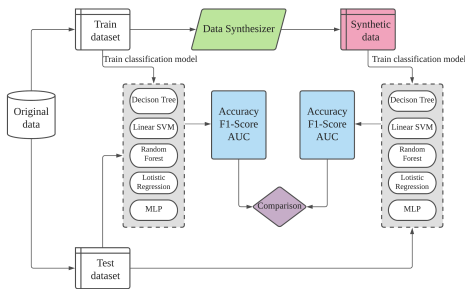 Train
dataset
Data Synthesizer
Synthetic
data
Train classification model
Train classification model
Original
data
Decison Tree
Linear SVM
Random
Forest
Lotistic
Regression
MLP
Accuracy
F1-Score
AUC
Accuracy
F1-Score
AUC
Decison Tree
Linear SVM
Random
Forest
Lotistic
Regression
MLP
Comparison
Test
dataset